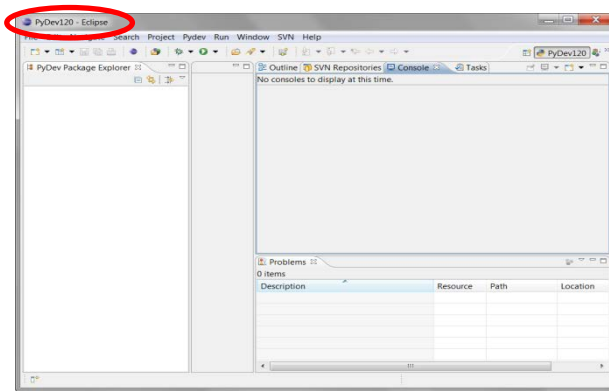 PyDev120 - Eclipse
Search Project Pydev Run Window SVN Help
PyDev120
PyDev Package Explorer
Outline SVN Repositories Console Tasks
No consoles to display at this time.
Problems
0 items
Description Resource Path Location